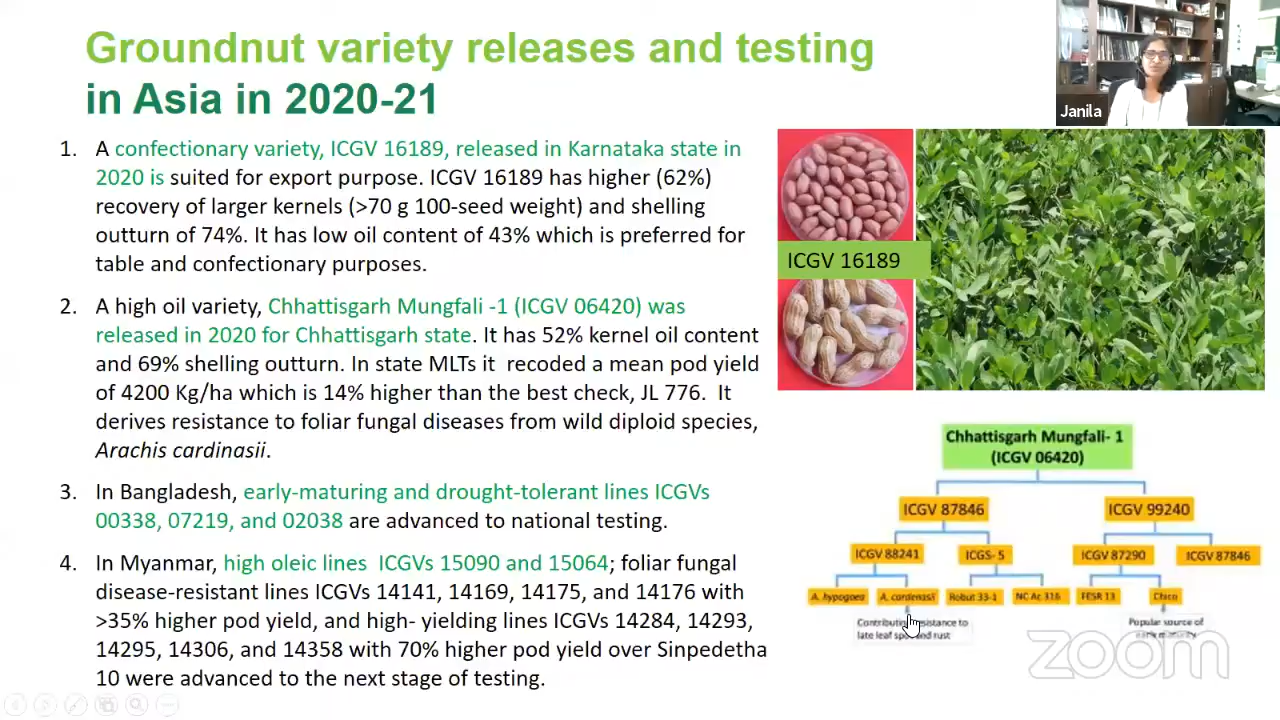 Groundnut variety releases and testing
in Asia in 2020-21
Janila
1. A confectionary variety, ICGV 16189, released in Karnataka state in
2020 is suited for export purpose. ICGV 16189 has higher (62%)
recovery of larger kernels (>70 g 100-seed weight) and shelling
outturn of 74%. It has low oil content of 43% which is preferred for
table and confectionary purposes.
2. A high oil variety, Chhattisgarh Mungfali -1 (ICGV 06420) was
released in 2020 for Chhattisgarh state. It has 52% kernel oil content
and 69% shelling outturn. In state MLTs it recoded a mean pod yield
of 4200 Kg/ha which is 14% higher than the best check, JL 776. It
derives resistance to foliar fungal diseases from wild diploid species,
Arachis cardinasii.
3. In Bangladesh, early-maturing and drought-tolerant lines ICGVs
00338, 07219, and 02038 are advanced to national testing.
4. In Myanmar, high oleic lines ICGVs 15090 and 15064; foliar fungal
disease-resistant lines ICGVs 14141, 14169, 14175, and 14176 with
>35% higher pod yield, and high- yielding lines ICGVs 14284, 14293,
14295, 14306, and 14358 with 70% higher pod yield over Sinpedetha
10 were advanced to the next stage of testing.
ICGV 16189
Chhattisgarh Mungfali- 1
(ICGV 06420)
ICGV 87846
ICGV 99240
ICGV 88241
ICGS- 5
ICGV 87290
ICGV 87846
A. hypogaea
A. cardenasii
Robut 33-1
NC Ac 316
FESR 13
Chico
late leaf and rust
Popular source of
early maturity
zoom